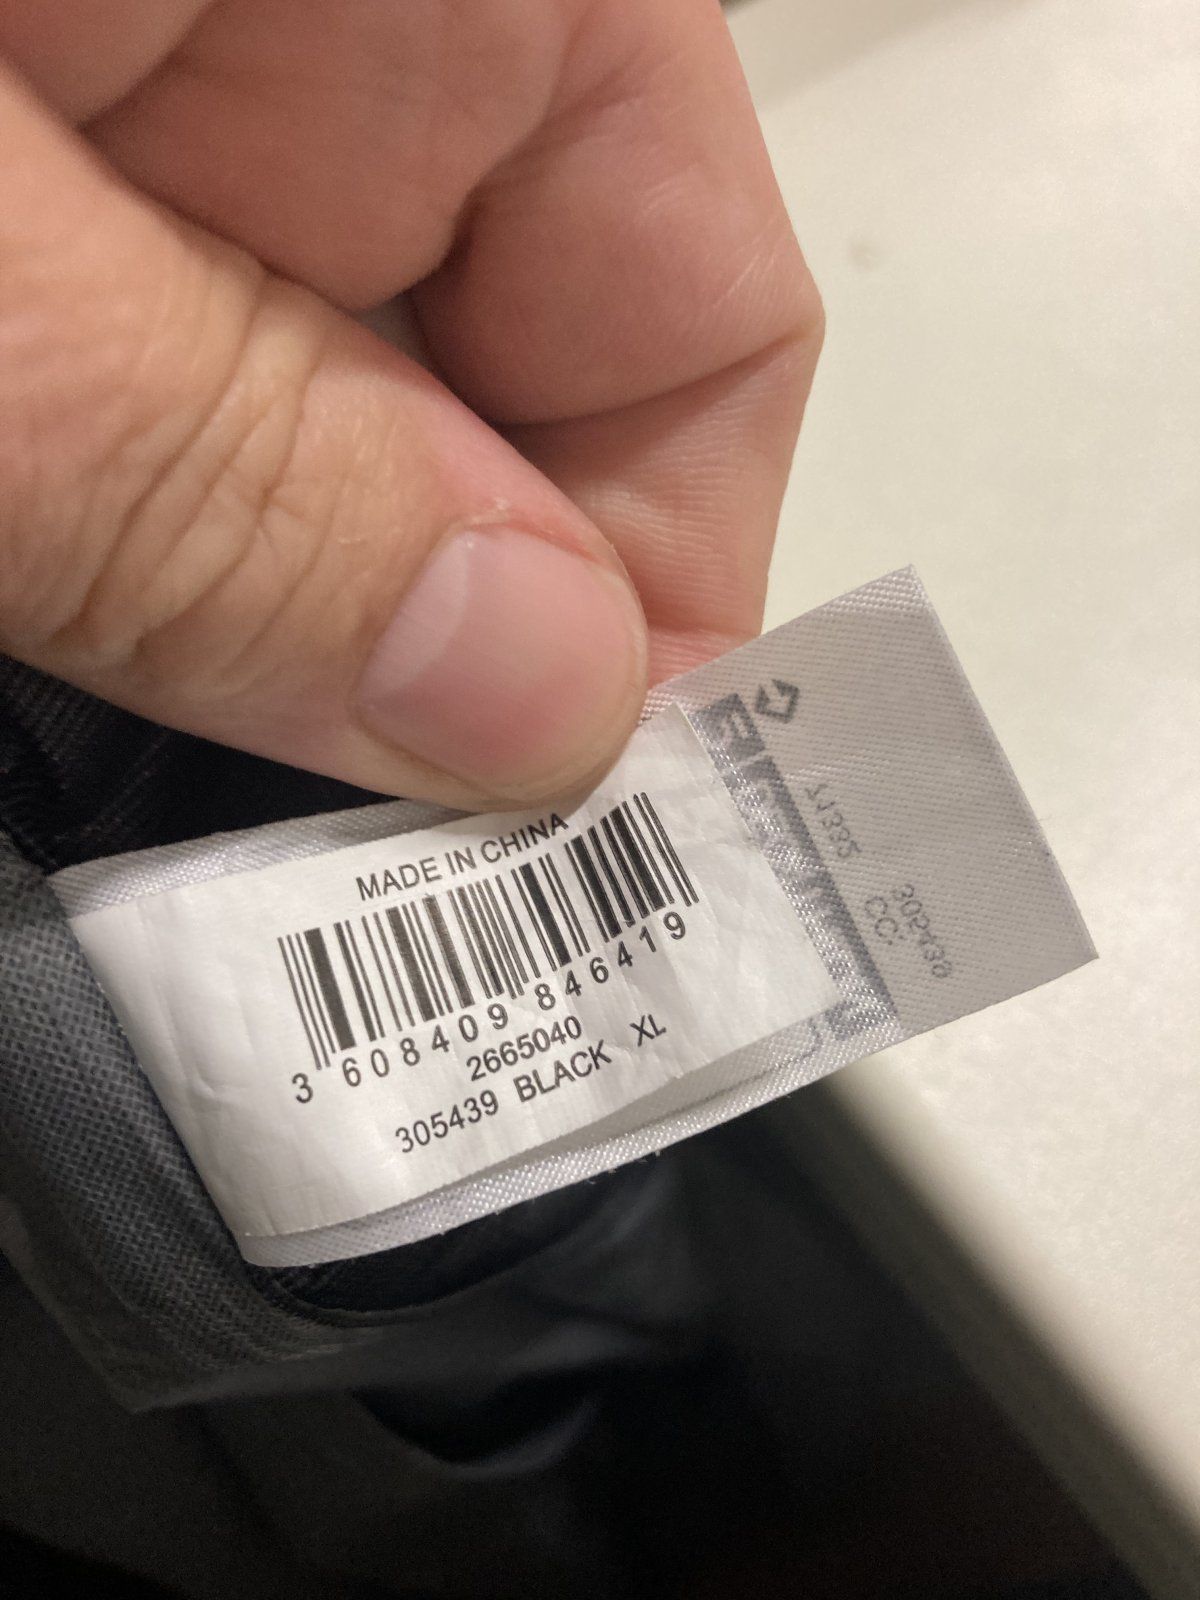 MADE IN CHINA
3 608409 846419
2665040
305439 BLACK XL